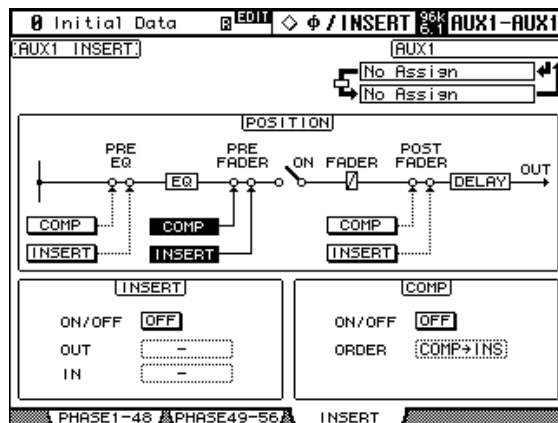 0 Initial Data EDIT ◇ Φ/INSERT 96k 6.1 AUX1-AUX1
AUX1 INSERT
AUX1
No Assign
No Assign
POSITION
PRE EQ PRE FADER ON FADER POST FADER OUT
EQ DELAY
COMP COMP COMP
INSERT INSERT INSERT
INSERT COMP
ON/OFF OFF ON/OFF OFF
OUT - ORDER COMP→INS
IN -
PHASE1-48 PHASE49-56 INSERT